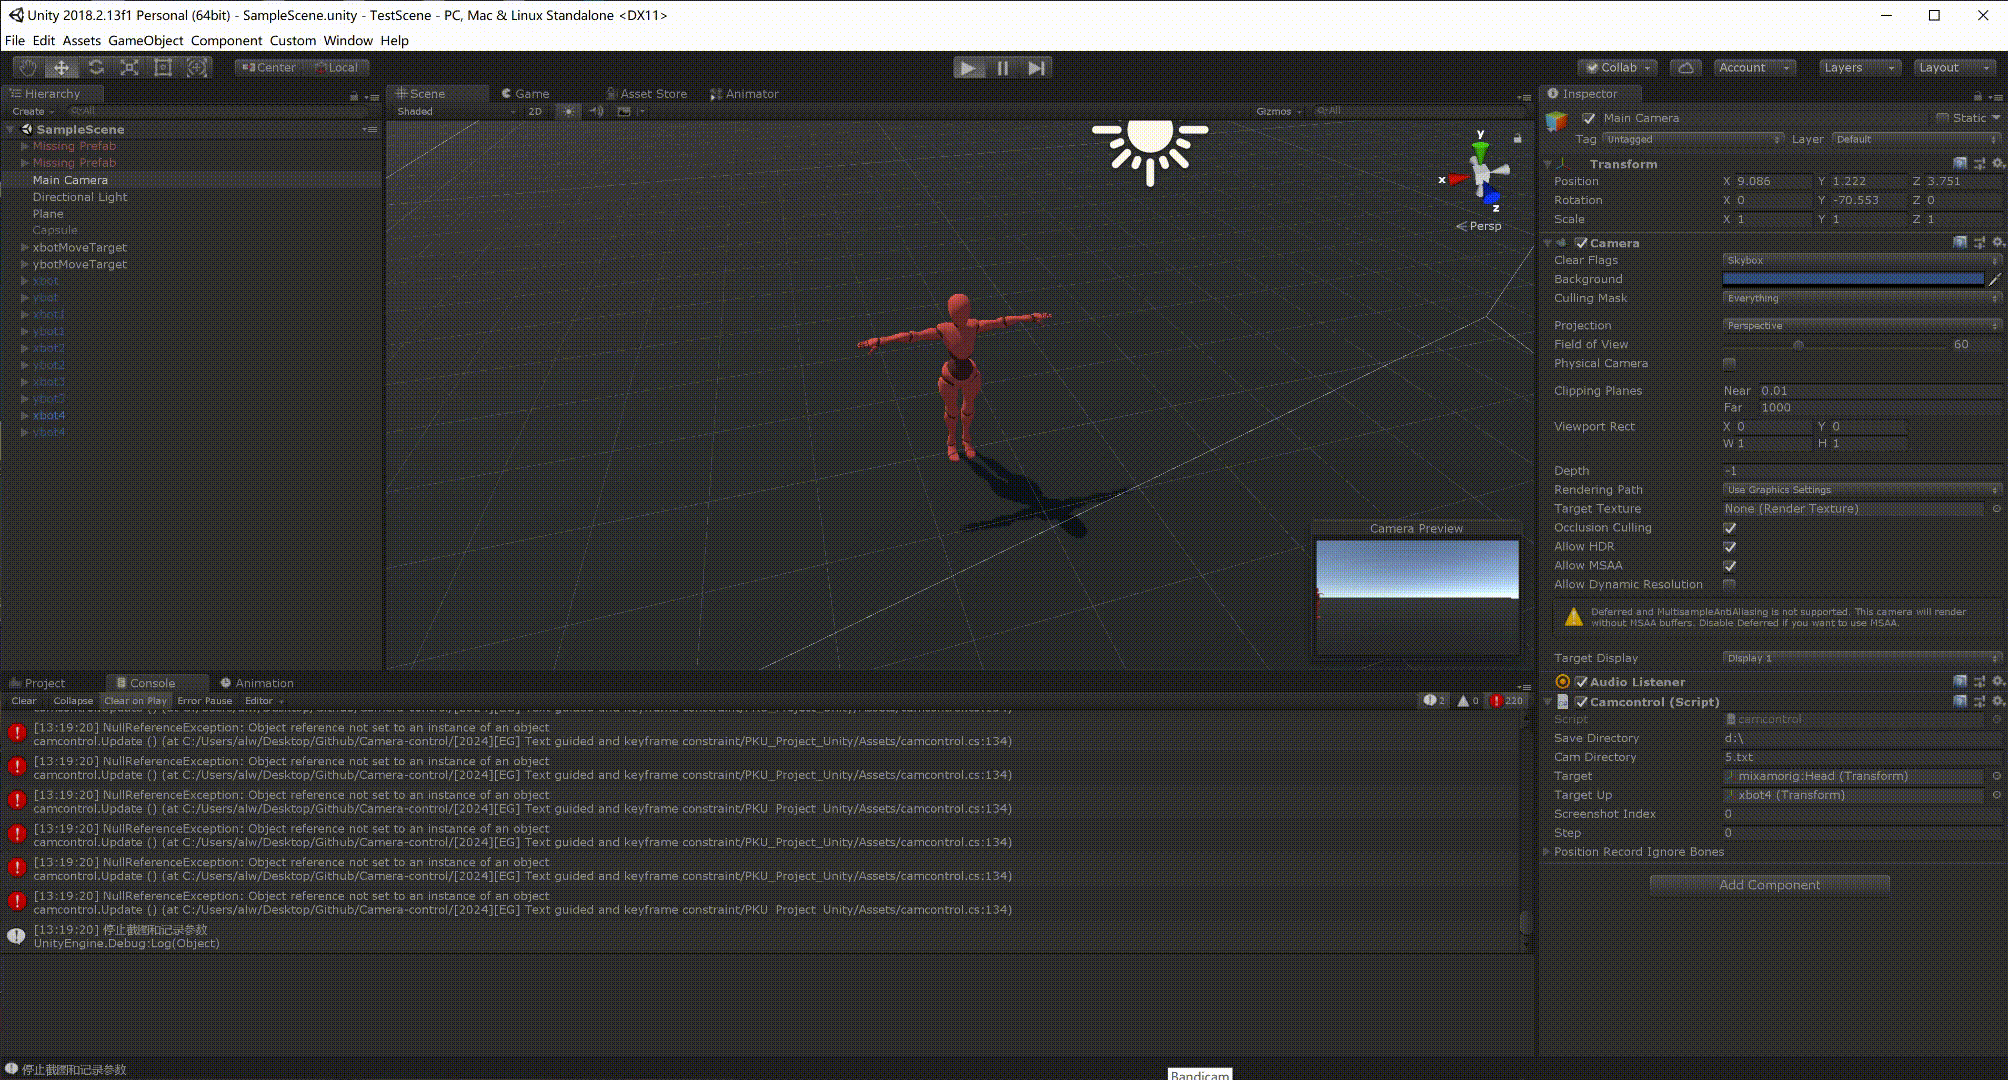 Unity 2018.2.13f1 Personal (64bit) - SampleScene.unity - TestScene - PC, Mac & Linux Standalone <DX11>
File Edit Assets GameObject Component Custom Window Help
Center Local Collab Account Layers Layout
Hierarchy
Create All
SampleScene
Missing Prefab
Missing Prefab
Main Camera
Directional Light
Plane
Capsule
xbotMoveTarget
ybotMoveTarget
xbot
ybot
xbot1
ybot1
xbot2
ybot2
xbot3
ybot3
xbot4
ybot4
Scene Game Asset Store Animator
Shaded 2D Gizmos All
y
x
z
Persp
Camera Preview
Inspector
Main Camera Static
Tag Untagged Layer Default
Transform
Position X 9.086 Y 1.222 Z 3.751
Rotation X 0 Y -70.553 Z 0
Scale X 1 Y 1 Z 1
Camera
Clear Flags Skybox
Background
Culling Mask Everything
Projection Perspective
Field of View 60
Physical Camera
Clipping Planes Near 0.01
Far 1000
Viewport Rect X 0 Y 0
W 1 H 1
Depth -1
Rendering Path Use Graphics Settings
Target Texture None (Render Texture)
Occlusion Culling
Allow HDR
Allow MSAA
Allow Dynamic Resolution
Deferred and MultisampleAntiAliasing is not supported. This camera will render
without MSAA buffers. Disable Deferred if you want to use MSAA.
Target Display Display 1
Audio Listener
Camcontrol (Script)
Script camcontrol
Save Directory d:\
Cam Directory 5.txt
Target mixamorig:Head (Transform)
Target Up xbot4 (Transform)
Screenshot Index 0
Step 0
Position Record Ignore Bones
Add Component
Project Console Animation
Clear Collapse Clear on Play Error Pause Editor 2 0 220
[13:19:20] NullReferenceException: Object reference not set to an instance of an object
camcontrol.Update () (at C:/Users/alw/Desktop/Github/Camera-control/[2024][EG] Text guided and keyframe constraint/PKU_Project_Unity/Assets/camcontrol.cs:134)
[13:19:20] NullReferenceException: Object reference not set to an instance of an object
camcontrol.Update () (at C:/Users/alw/Desktop/Github/Camera-control/[2024][EG] Text guided and keyframe constraint/PKU_Project_Unity/Assets/camcontrol.cs:134)
[13:19:20] NullReferenceException: Object reference not set to an instance of an object
camcontrol.Update () (at C:/Users/alw/Desktop/Github/Camera-control/[2024][EG] Text guided and keyframe constraint/PKU_Project_Unity/Assets/camcontrol.cs:134)
[13:19:20] NullReferenceException: Object reference not set to an instance of an object
camcontrol.Update () (at C:/Users/alw/Desktop/Github/Camera-control/[2024][EG] Text guided and keyframe constraint/PKU_Project_Unity/Assets/camcontrol.cs:134)
[13:19:20] NullReferenceException: Object reference not set to an instance of an object
camcontrol.Update () (at C:/Users/alw/Desktop/Github/Camera-control/[2024][EG] Text guided and keyframe constraint/PKU_Project_Unity/Assets/camcontrol.cs:134)
[13:19:20] NullReferenceException: Object reference not set to an instance of an object
camcontrol.Update () (at C:/Users/alw/Desktop/Github/Camera-control/[2024][EG] Text guided and keyframe constraint/PKU_Project_Unity/Assets/camcontrol.cs:134)
[13:19:20] 停止截图和记录参数
UnityEngine.Debug:Log(Object)
停止截图和记录参数
Bandicam